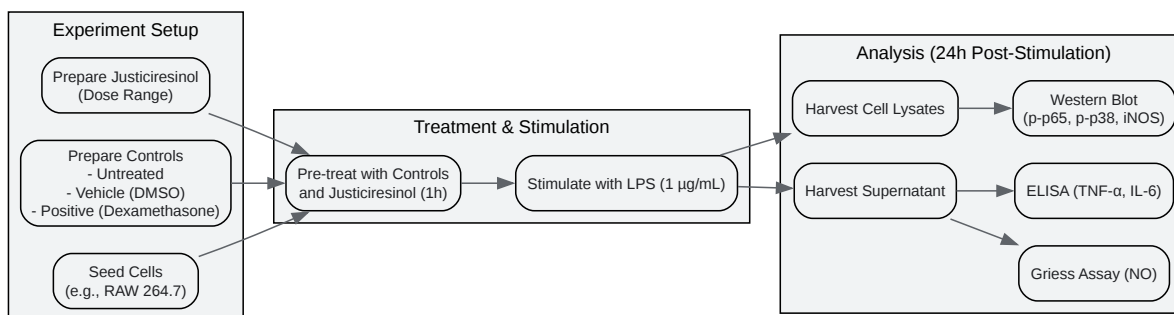 Experiment Setup
Prepare Justiciresinol
(Dose Range)
Prepare Controls
- Untreated
- Vehicle (DMSO)
- Positive (Dexamethasone)
Seed Cells
(e.g., RAW 264.7)
Treatment & Stimulation
Pre-treat with Controls
and Justiciresinol (1h)
Stimulate with LPS (1 µg/mL)
Analysis (24h Post-Stimulation)
Harvest Cell Lysates
Western Blot
(p-p65, p-p38, iNOS)
Harvest Supernatant
ELISA (TNF-α, IL-6)
Griess Assay (NO)